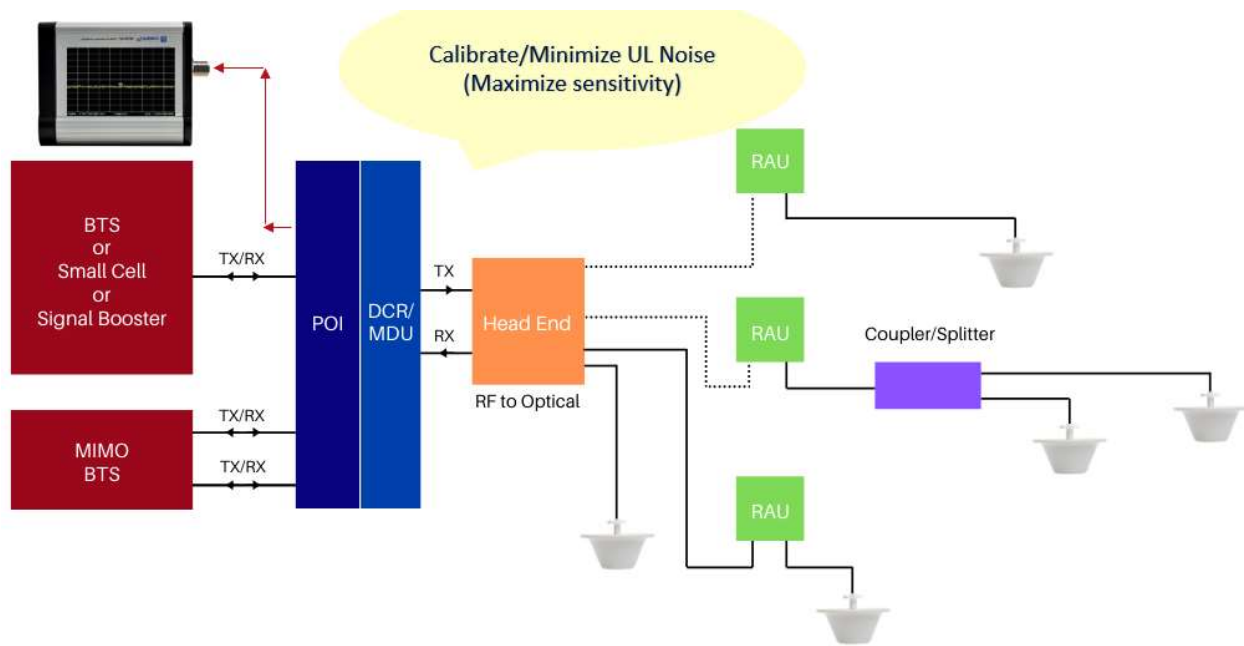 Calibrate/Minimize UL Noise
(Maximize sensitivity)
BTS
or
Small Cell
or
Signal Booster
TX/RX
MIMO
BTS
TX/RX
TX/RX
POI
DCR/
MDU
TX
RX
Head End
RF to Optical
RAU
RAU
Coupler/Splitter
RAU